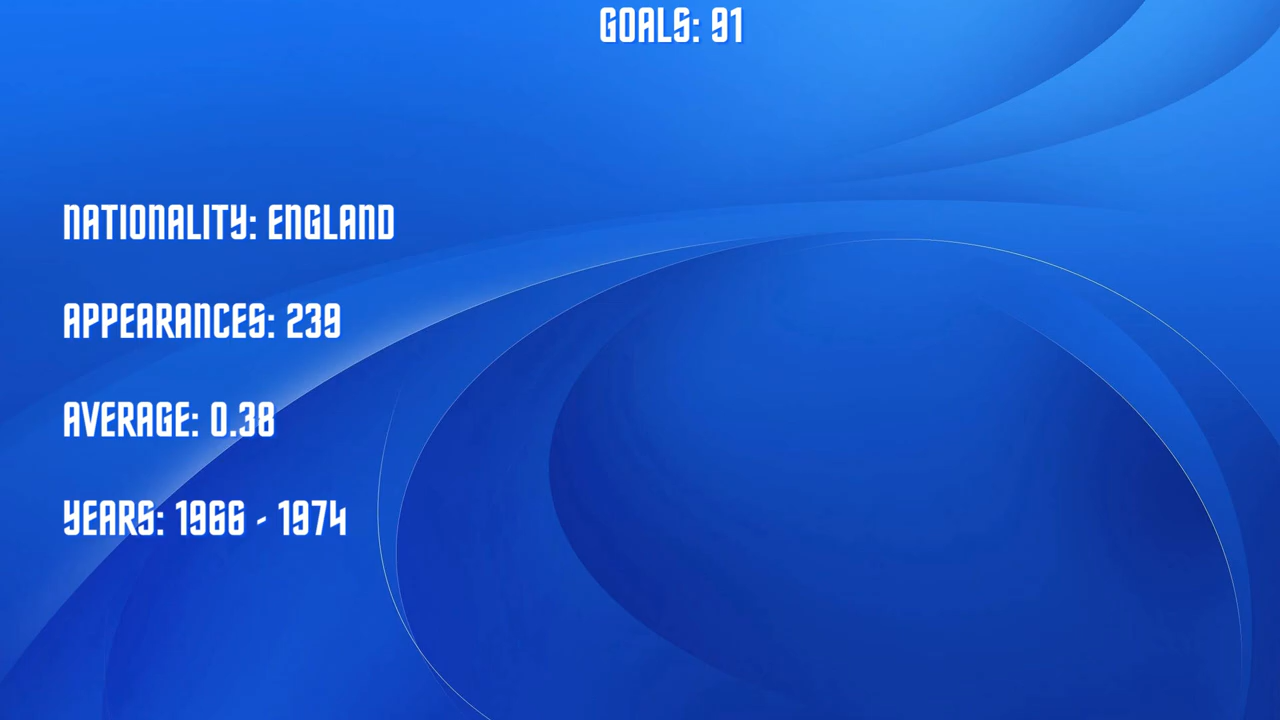 GOALS: 91
NATIONALITY: ENGLAND
APPEARANCES: 239
AVERAGE: 0.38
YEARS: 1966 - 1974